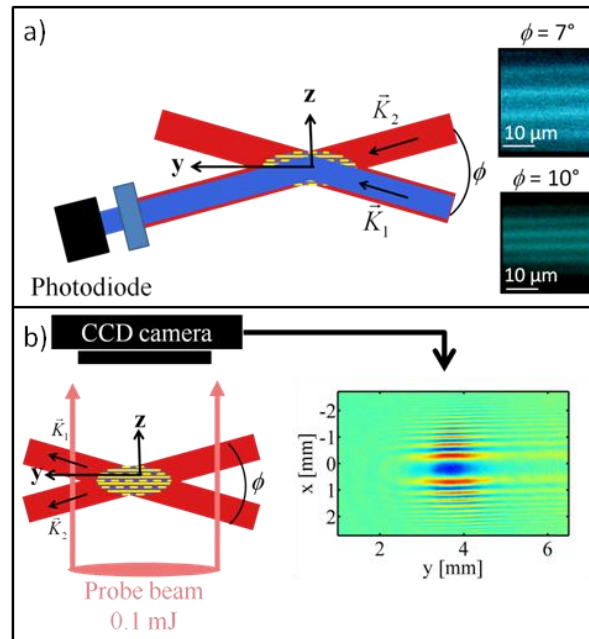 a)
ϕ = 7°
z
K⃗₂
10 µm
y
ϕ
ϕ = 10°
K⃗₁
Photodiode
10 µm
b)
CCD camera
z
K⃗₁
y
ϕ
K⃗₂
Probe beam
0.1 mJ
-2
-1
0
1
2
x [mm]
2 4 6
y [mm]